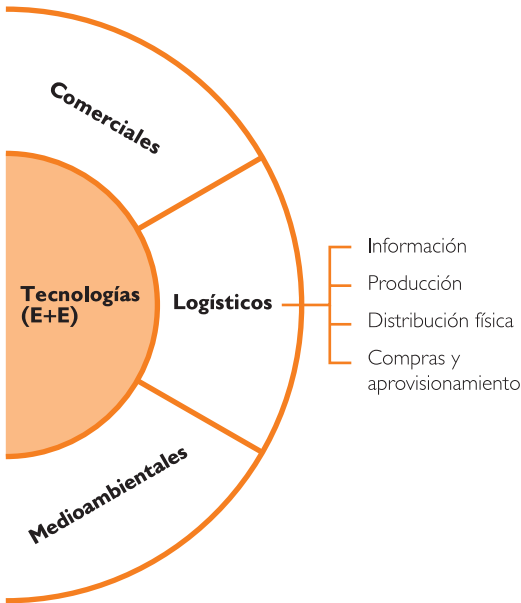 Comerciales
Tecnologías
(E+E)
Logísticos
Información
Producción
Distribución física
Compras y
aprovisionamiento
Medioambientales